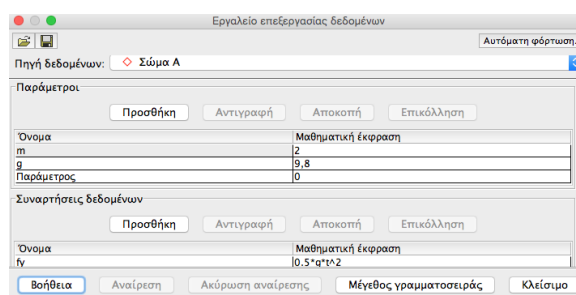 Εργαλείο επεξεργασίας δεδομένων
Αυτόματη φόρτωση.
Πηγή δεδομένων: Σώμα A
Παράμετροι
Προσθήκη Αντιγραφή Αποκοπή Επικόλληση
Όνομα Μαθηματική έκφραση
m 2
g 9,8
Παράμετρος 0
Συναρτήσεις δεδομένων
Προσθήκη Αντιγραφή Αποκοπή Επικόλληση
Όνομα Μαθηματική έκφραση
fy 0.5*g*t^2
Βοήθεια Αναίρεση Ακύρωση αναίρεσης Μέγεθος γραμματοσειράς Κλείσιμο